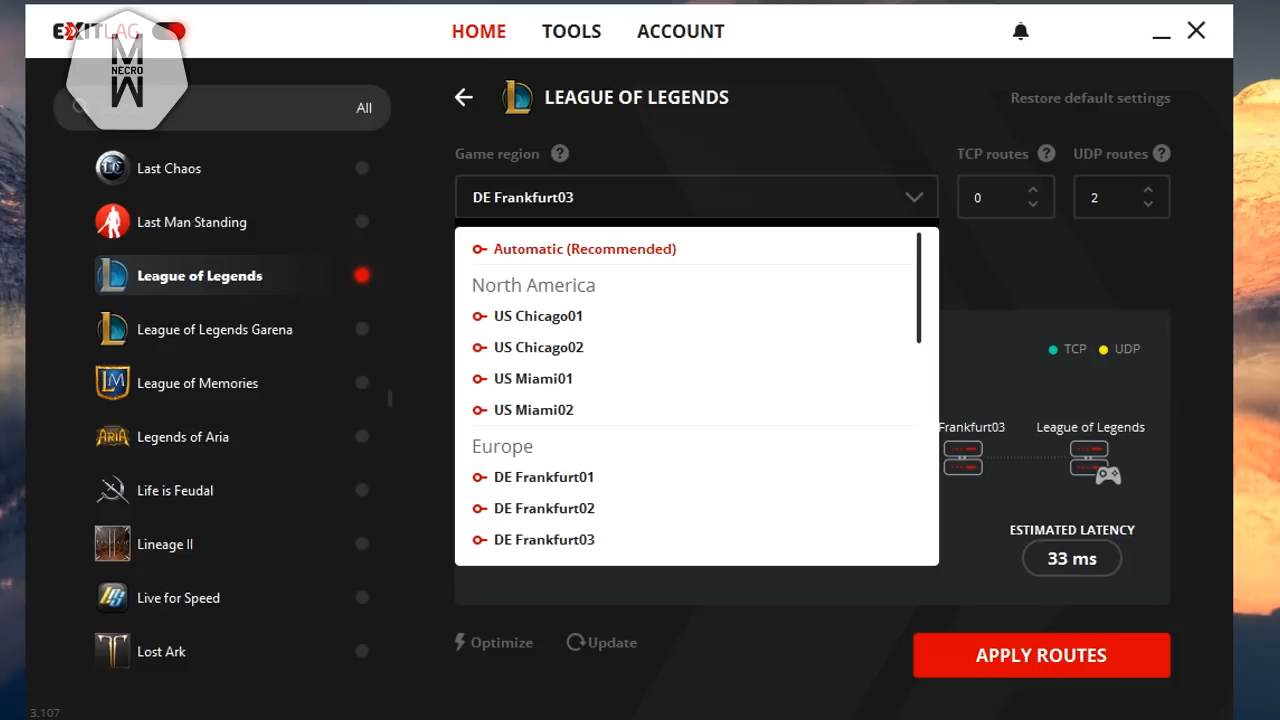 EXITLAG
HOME
TOOLS
ACCOUNT
M
NECRO
M
All
LEAGUE OF LEGENDS
Restore default settings
Game region ?
TCP routes ?
UDP routes ?
DE Frankfurt03
0
2
Last Chaos
Last Man Standing
League of Legends
League of Legends Garena
League of Memories
Legends of Aria
Life is Feudal
Lineage II
Live for Speed
Lost Ark
Automatic (Recommended)
North America
US Chicago01
US Chicago02
US Miami01
US Miami02
Europe
DE Frankfurt01
DE Frankfurt02
DE Frankfurt03
TCP
UDP
Frankfurt03
League of Legends
ESTIMATED LATENCY
33 ms
Optimize
Update
APPLY ROUTES
3.107